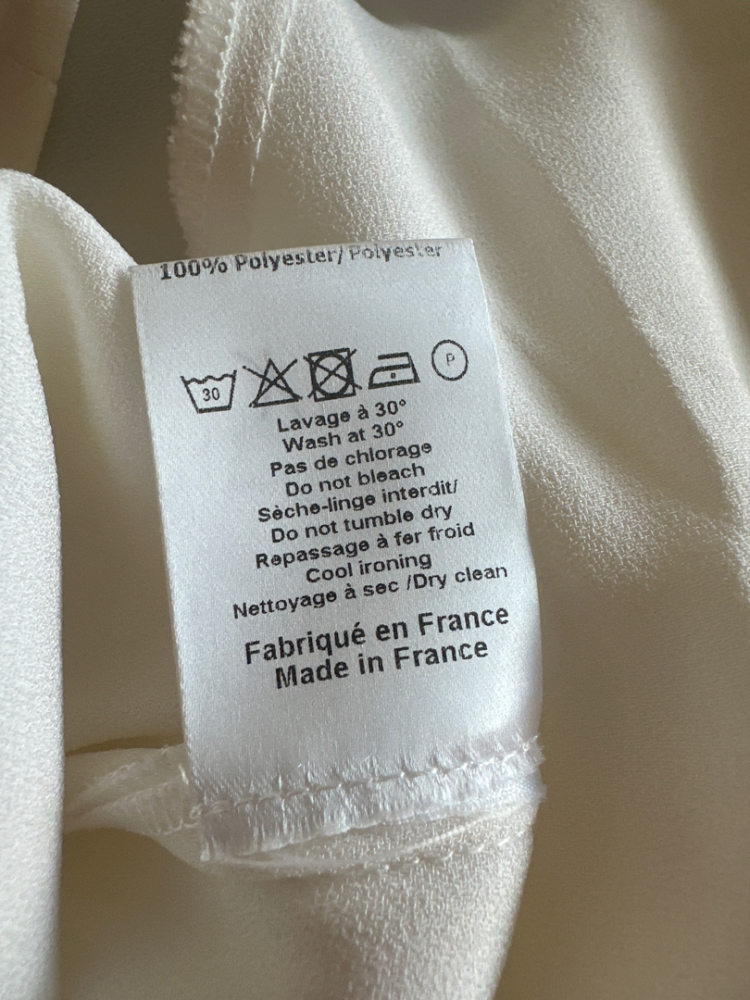 100% Polyester/ Polyester
30 P
Lavage à 30°
Wash at 30°
Pas de chlorage
Do not bleach
Sèche-linge interdit/
Do not tumble dry
Repassage à fer froid
Cool ironing
Nettoyage à sec /Dry clean
Fabriqué en France
Made in France